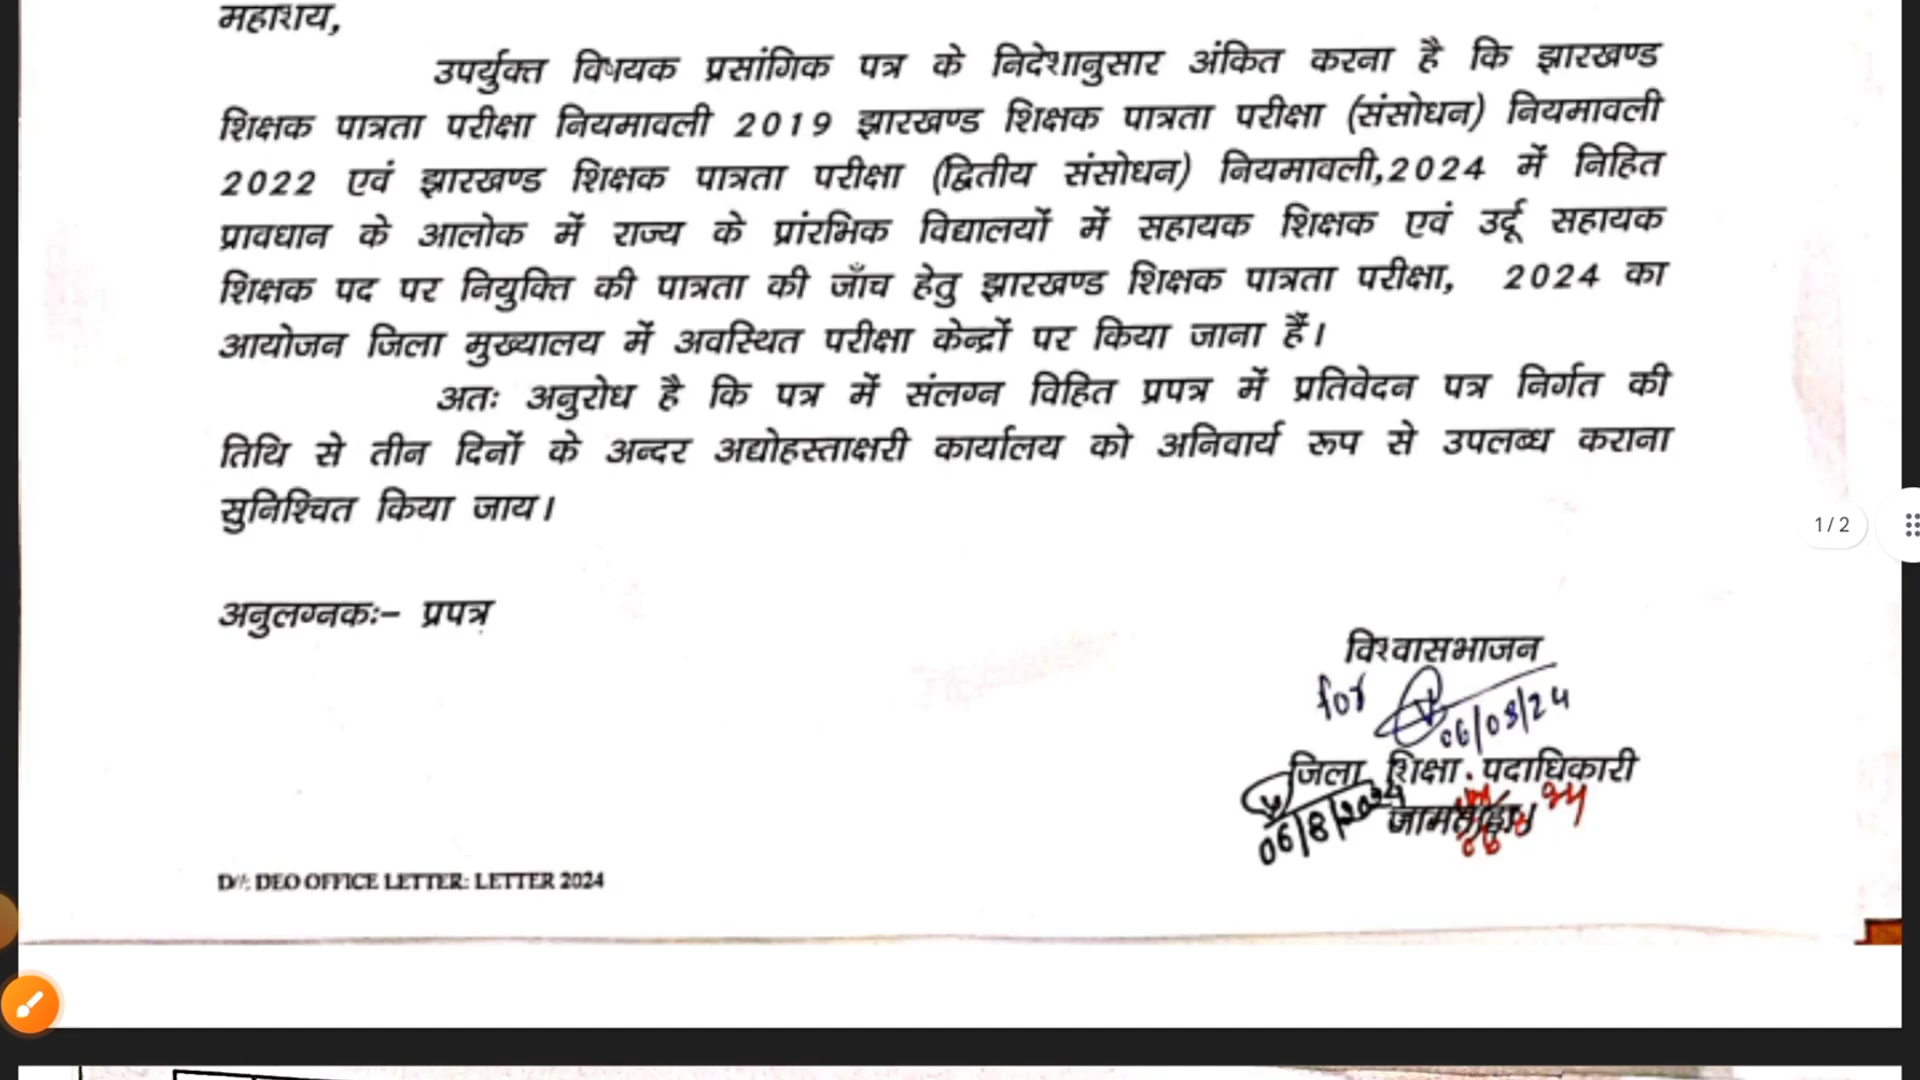 महाशय,
उपर्युक्त विषयक प्रसांगिक पत्र के निदेशानुसार अंकित करना है कि झारखण्ड
शिक्षक पात्रता परीक्षा नियमावली 2019 झारखण्ड शिक्षक पात्रता परीक्षा (संसोधन) नियमावली
2022 एवं झारखण्ड शिक्षक पात्रता परीक्षा (द्वितीय संसोधन) नियमावली,2024 में निहित
प्रावधान के आलोक में राज्य के प्रांरभिक विद्यालयों में सहायक शिक्षक एवं उर्दू सहायक
शिक्षक पद पर नियुक्ति की पात्रता की जाँच हेतु झारखण्ड शिक्षक पात्रता परीक्षा, 2024 का
आयोजन जिला मुख्यालय में अवस्थित परीक्षा केन्द्रों पर किया जाना हैं।
अतः अनुरोध है कि पत्र में संलग्न विहित प्रपत्र में प्रतिवेदन पत्र निर्गत की
तिथि से तीन दिनों के अन्दर अद्योहस्ताक्षरी कार्यालय को अनिवार्य रूप से उपलब्ध कराना
सुनिश्चित किया जाय।
1 / 2
अनुलग्नकः- प्रपत्र
विश्वासभाजन
for
06/08/24
जिला शिक्षा पदाधिकारी
06/8/2024
DEO OFFICE LETTER: LETTER 2024